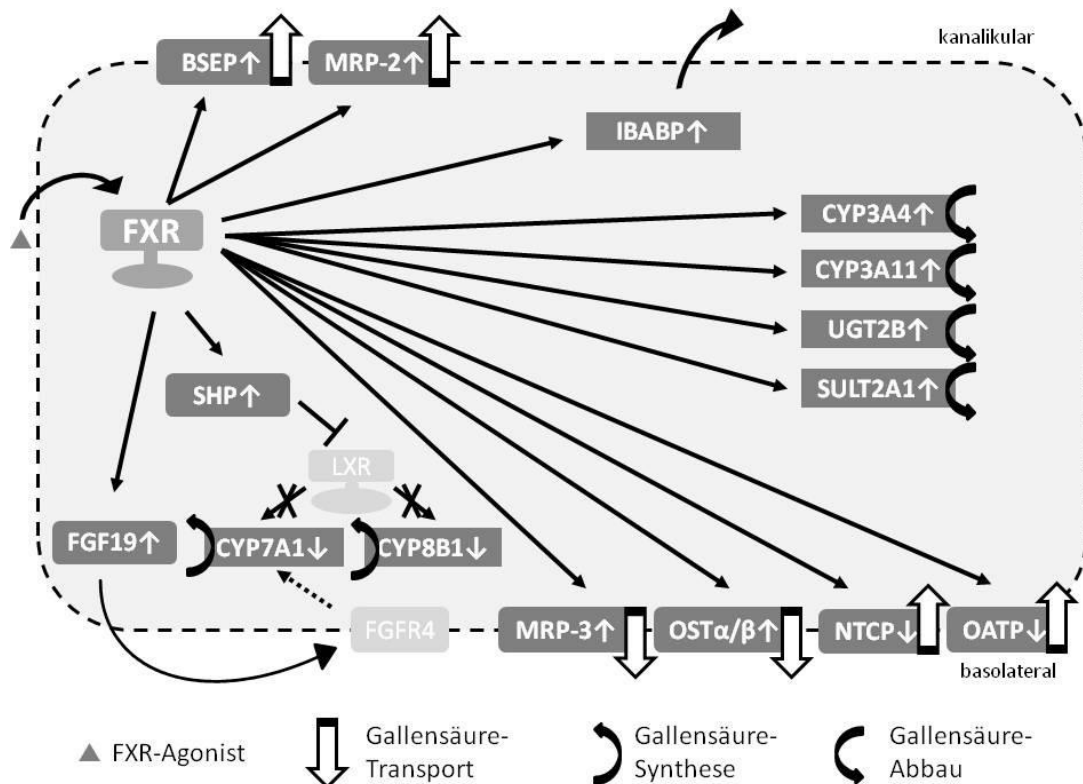 kanalikular
BSEP↑
MRP-2↑
IBABP↑
CYP3A4↑
FXR
CYP3A11↑
UGT2B↑
SULT2A1↑
SHP↑
LXR
FGF19↑
CYP7A1↓
CYP8B1↓
FGFR4
MRP-3↑
OSTα/β↑
NTCP↓
OATP↓
basolateral
FXR-Agonist
Gallensäure-
Transport
Gallensäure-
Synthese
Gallensäure-
Abbau